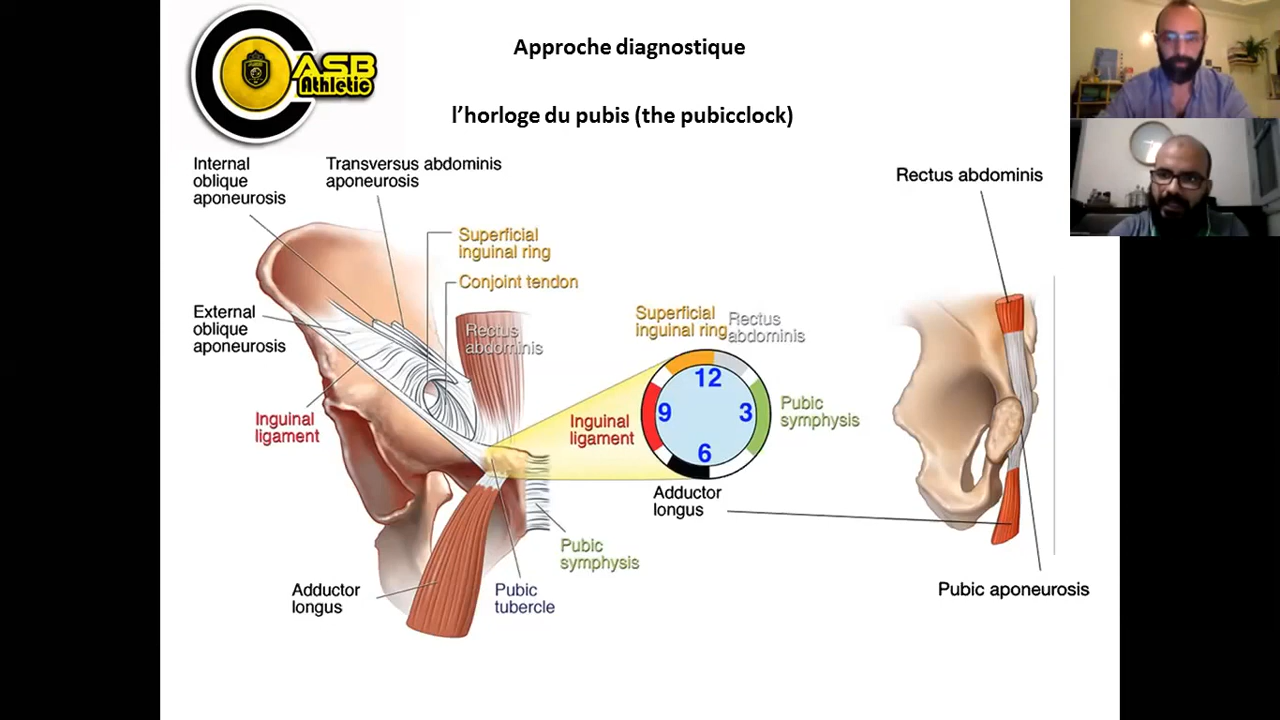 ASB
Athletic
Approche diagnostique
l'horloge du pubis (the pubicclock)
Internal
oblique
aponeurosis
Transversus abdominis
aponeurosis
Superficial
inguinal ring
Conjoint tendon
External
oblique
aponeurosis
Rectus
abdominis
Inguinal
ligament
Adductor
longus
Pubic
tubercle
Pubic
symphysis
Superficial
inguinal ring
Rectus
abdominis
12
9
3
6
Inguinal
ligament
Pubic
symphysis
Adductor
longus
Rectus abdominis
Pubic aponeurosis